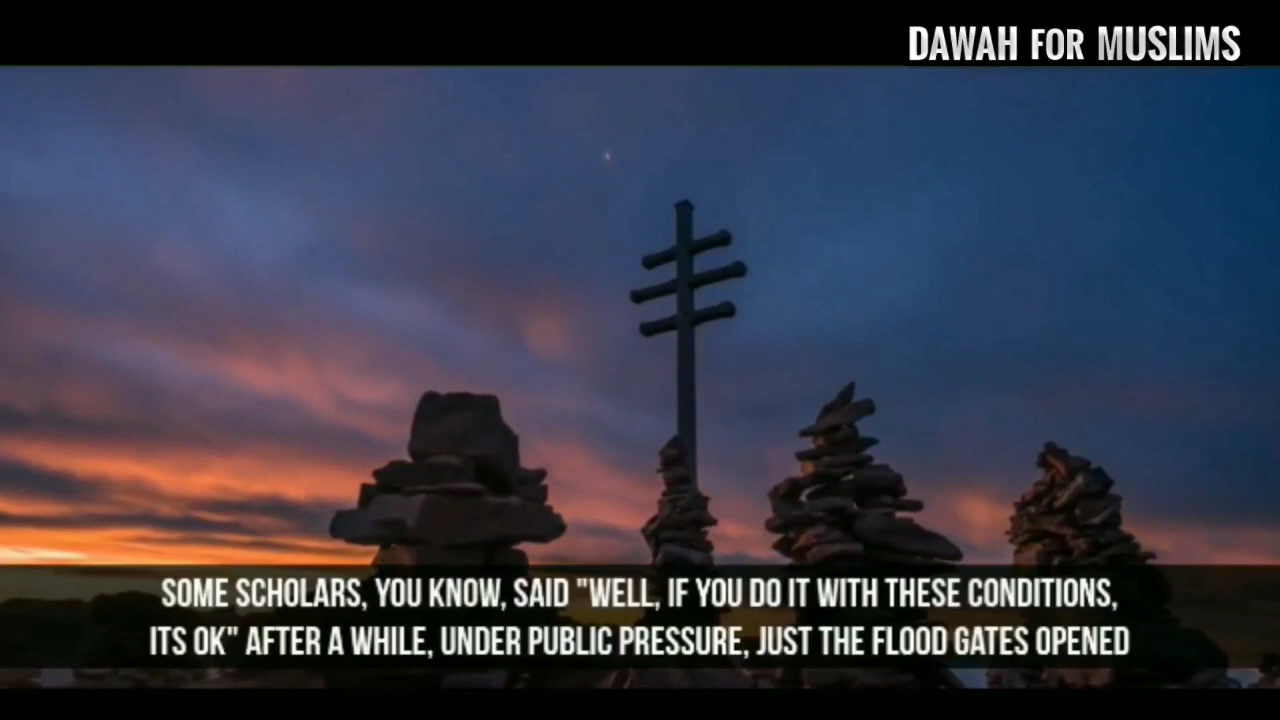 DAWAH FOR MUSLIMS
SOME SCHOLARS, YOU KNOW, SAID "WELL, IF YOU DO IT WITH THESE CONDITIONS,
ITS OK" AFTER A WHILE, UNDER PUBLIC PRESSURE, JUST THE FLOOD GATES OPENED